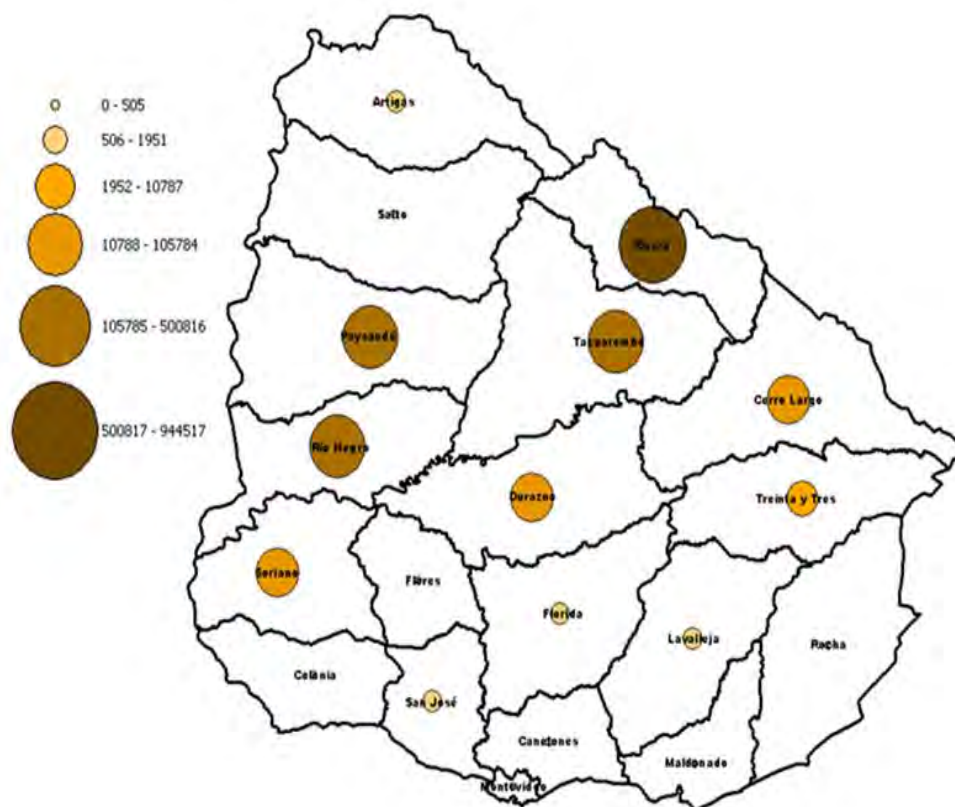 0 - 505
506 - 1951
1952 - 10787
10788 - 105784
105785 - 500816
500817 - 944517
Artigas
Salto
Rivera
Paysandú
Tacuarembó
Cerro Largo
Río Negro
Durazno
Treinta y Tres
Soriano
Flores
Florida
Lavalleja
Rocha
Colonia
San José
Canelones
Maldonado
Montevideo